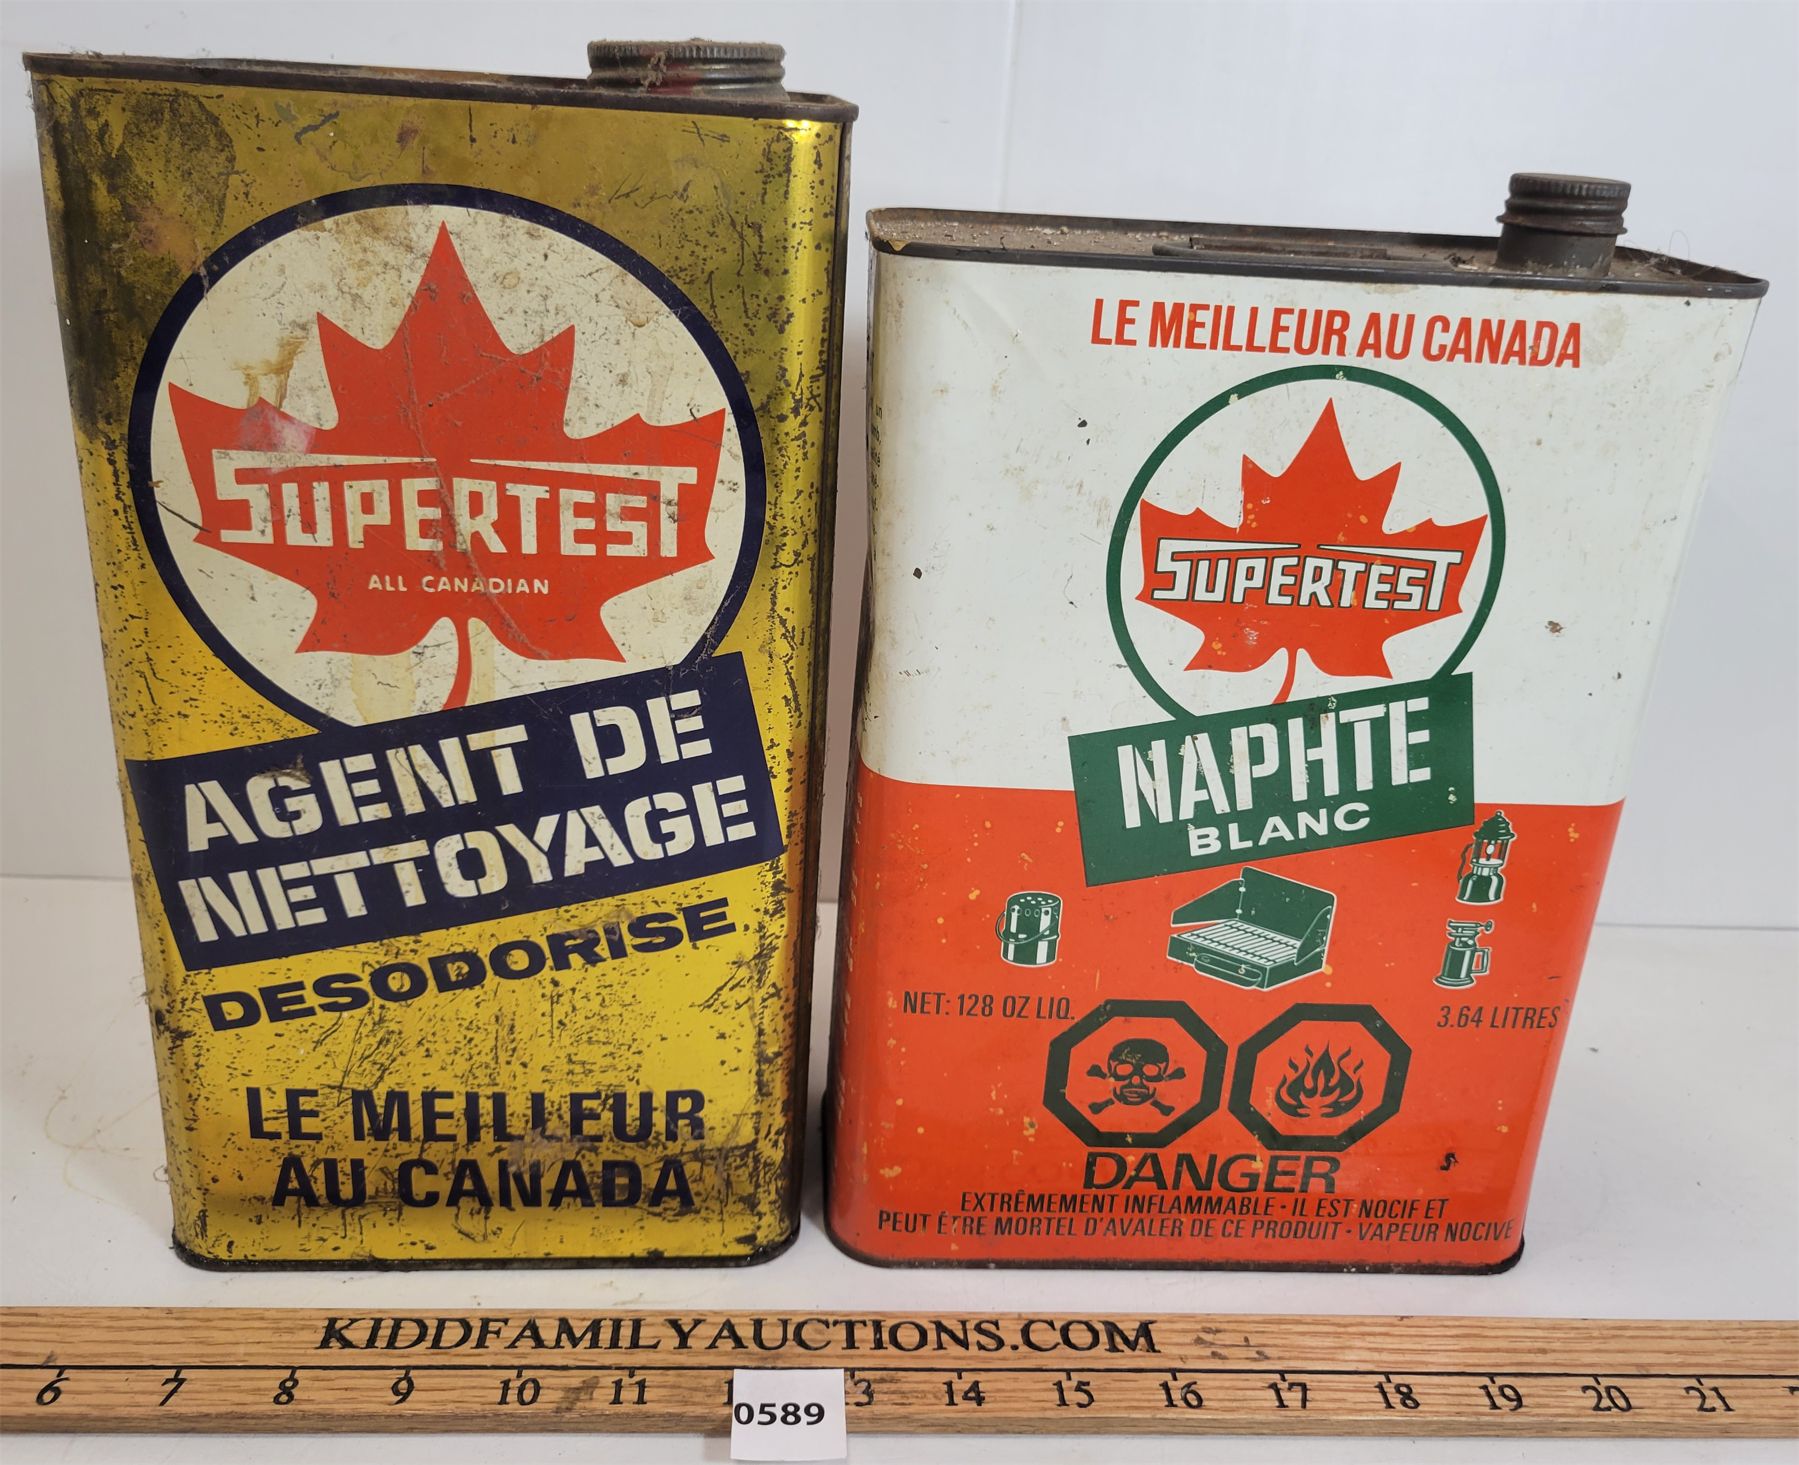 SUPERTEST
ALL CANADIAN
AGENT DE
NETTOYAGE
DESODORISE
LE MEILLEUR
AU CANADA
LE MEILLEUR AU CANADA
SUPERTEST
NAPHTE
BLANC
NET: 128 OZ LIQ.
3.64 LITRES
DANGER
EXTRÊMEMENT INFLAMMABLE · IL EST NOCIF ET
PEUT ÊTRE MORTEL D'AVALER DE CE PRODUIT · VAPEUR NOCIVE
KIDDFAMILYAUCTIONS.COM
6 7 8 9 10 11 14 15 16 17 18 19 20 21
0589